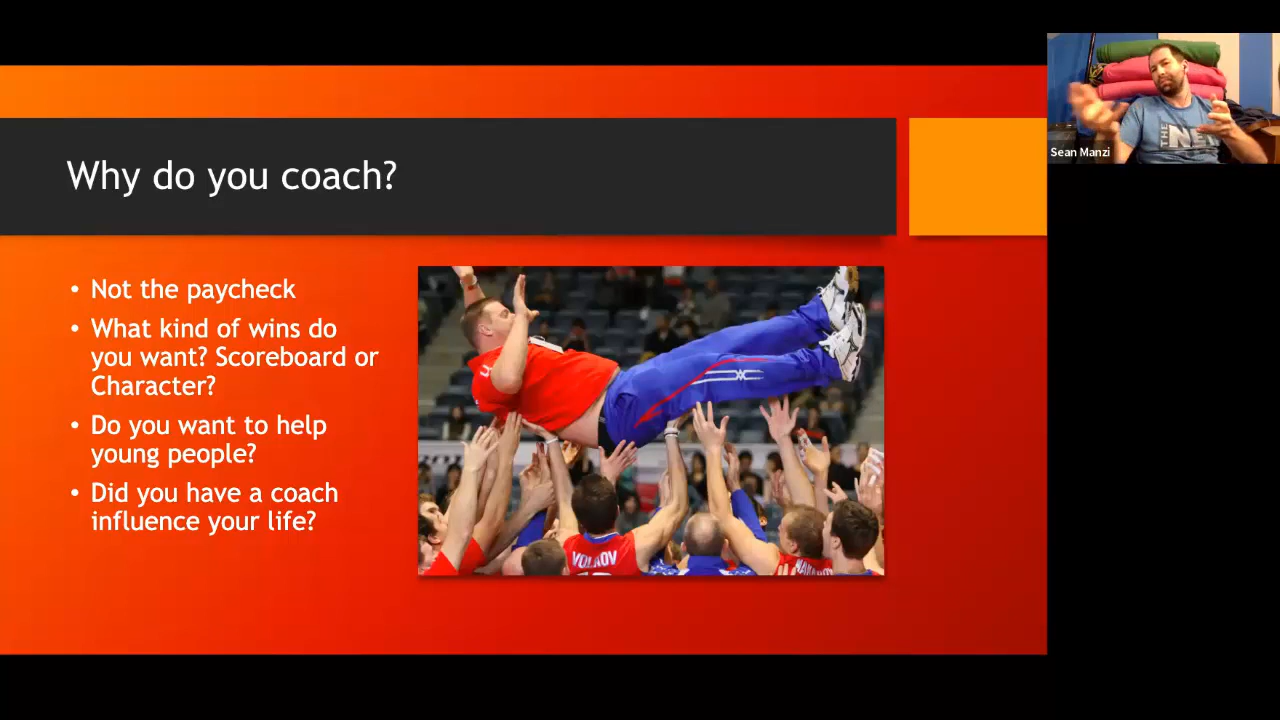 Why do you coach?
• Not the paycheck
• What kind of wins do
you want? Scoreboard or
Character?
• Do you want to help
young people?
• Did you have a coach
influence your life?
VOLKOV
Sean Manzi
THE